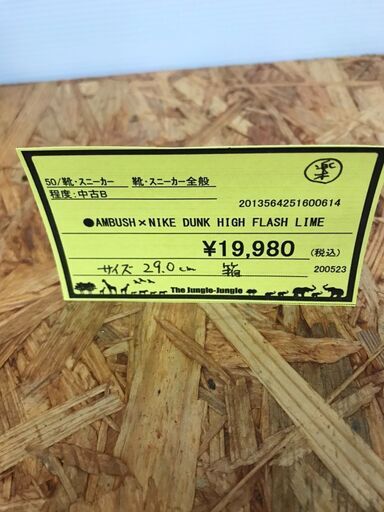 50/靴・スニーカー 靴・スニーカー全般
程度:中古B
2013564251600614
●AMBUSH×NIKE DUNK HIGH FLASH LIME
¥19,980 (税込)
サイズ 29.0cm 箱
200523
The Jungle-Jungle